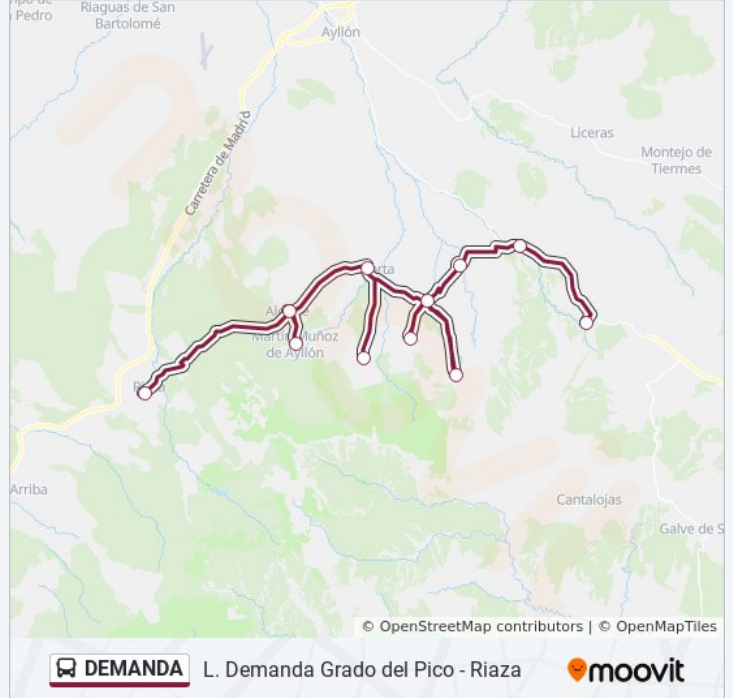 Riaguas de San
Bartolomé
Pedro
Ayllón
Carretera de Madrid
Liceras
Montejo de
Tiermes
Martín Muñoz
de Ayllón
Arriba
Cantalojas
Galve de S
© OpenStreetMap contributors | © OpenMapTiles
DEMANDA
L. Demanda Grado del Pico - Riaza
moovit